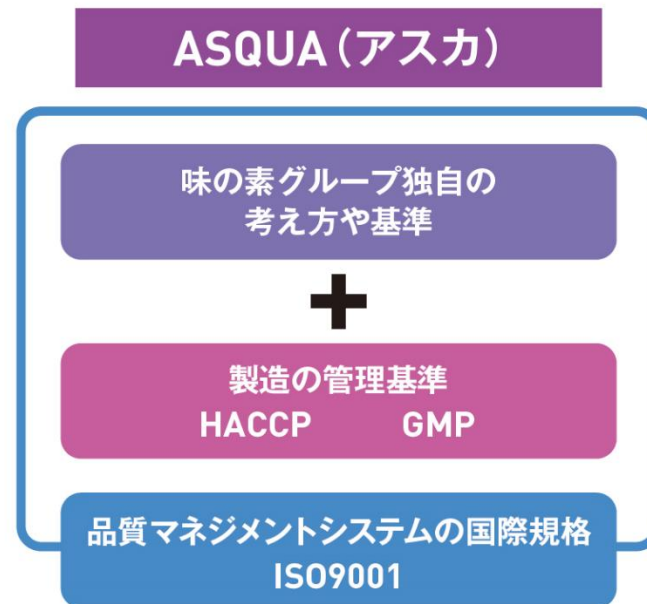 ASQUA（アスカ）
味の素グループ独自の
考え方や基準
+
製造の管理基準
HACCP GMP
品質マネジメントシステムの国際規格
ISO9001